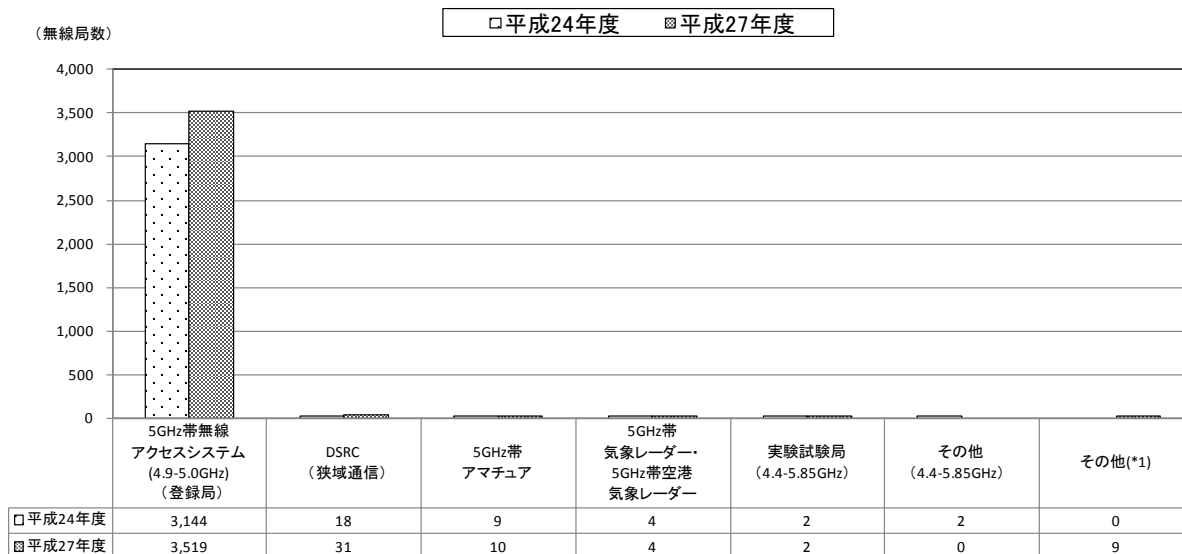 平成24年度 平成27年度
（無線局数）
4,000
3,500
3,000
2,500
2,000
1,500
1,000
500
0
5GHz帯無線
アクセスシステム
(4.9-5.0GHz)
（登録局）
DSRC
（狭域通信）
5GHz帯
アマチュア
5GHz帯
気象レーダー・
5GHz帯空港
気象レーダー
実験試験局
(4.4-5.85GHz)
その他
(4.4-5.85GHz)
その他(*1)
平成24年度 3,144 18 9 4 2 2 0
平成27年度 3,519 31 10 4 2 0 9